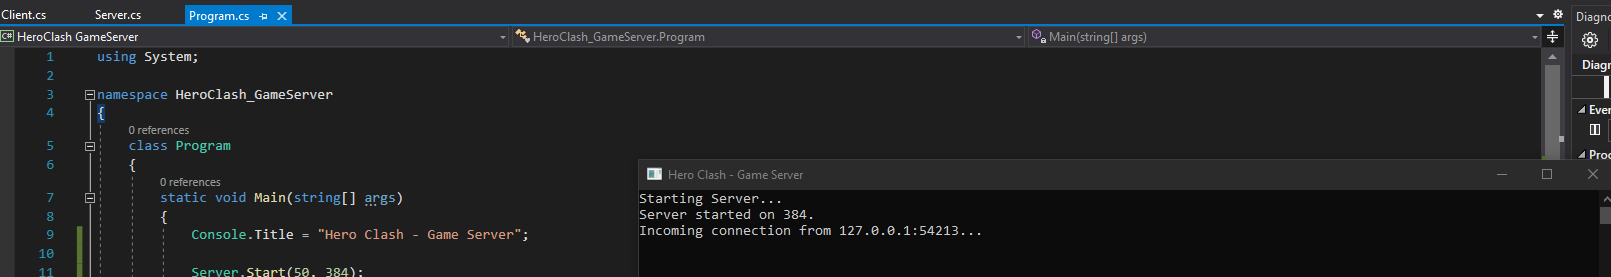 Client.cs Server.cs Program.cs
Diagno
C# HeroClash GameServer HeroClash_GameServer.Program Main(string[] args)
Diagn
1 using System;
2
3 namespace HeroClash_GameServer
4 {
Even
0 references
5 class Program
Proc
6 {
0 references
7 static void Main(string[] args)
8 {
9 Console.Title = "Hero Clash - Game Server";
10
11 Server.Start(50, 384);
Hero Clash - Game Server
Starting Server...
Server started on 384.
Incoming connection from 127.0.0.1:54213...